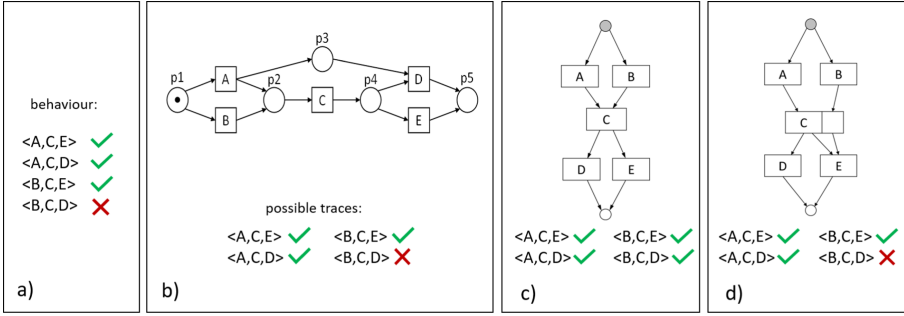 behaviour:
<A,C,E>
<A,C,D>
<B,C,E>
<B,C,D>
a)
p3
p1
A
p2
p4
D
p5
C
B
E
possible traces:
<A,C,E> <B,C,E>
<A,C,D> <B,C,D>
b)
A B
C
D E
<A,C,E> <B,C,E>
<A,C,D> <B,C,D>
c)
A B
C
D E
<A,C,E> <B,C,E>
<A,C,D> <B,C,D>
d)